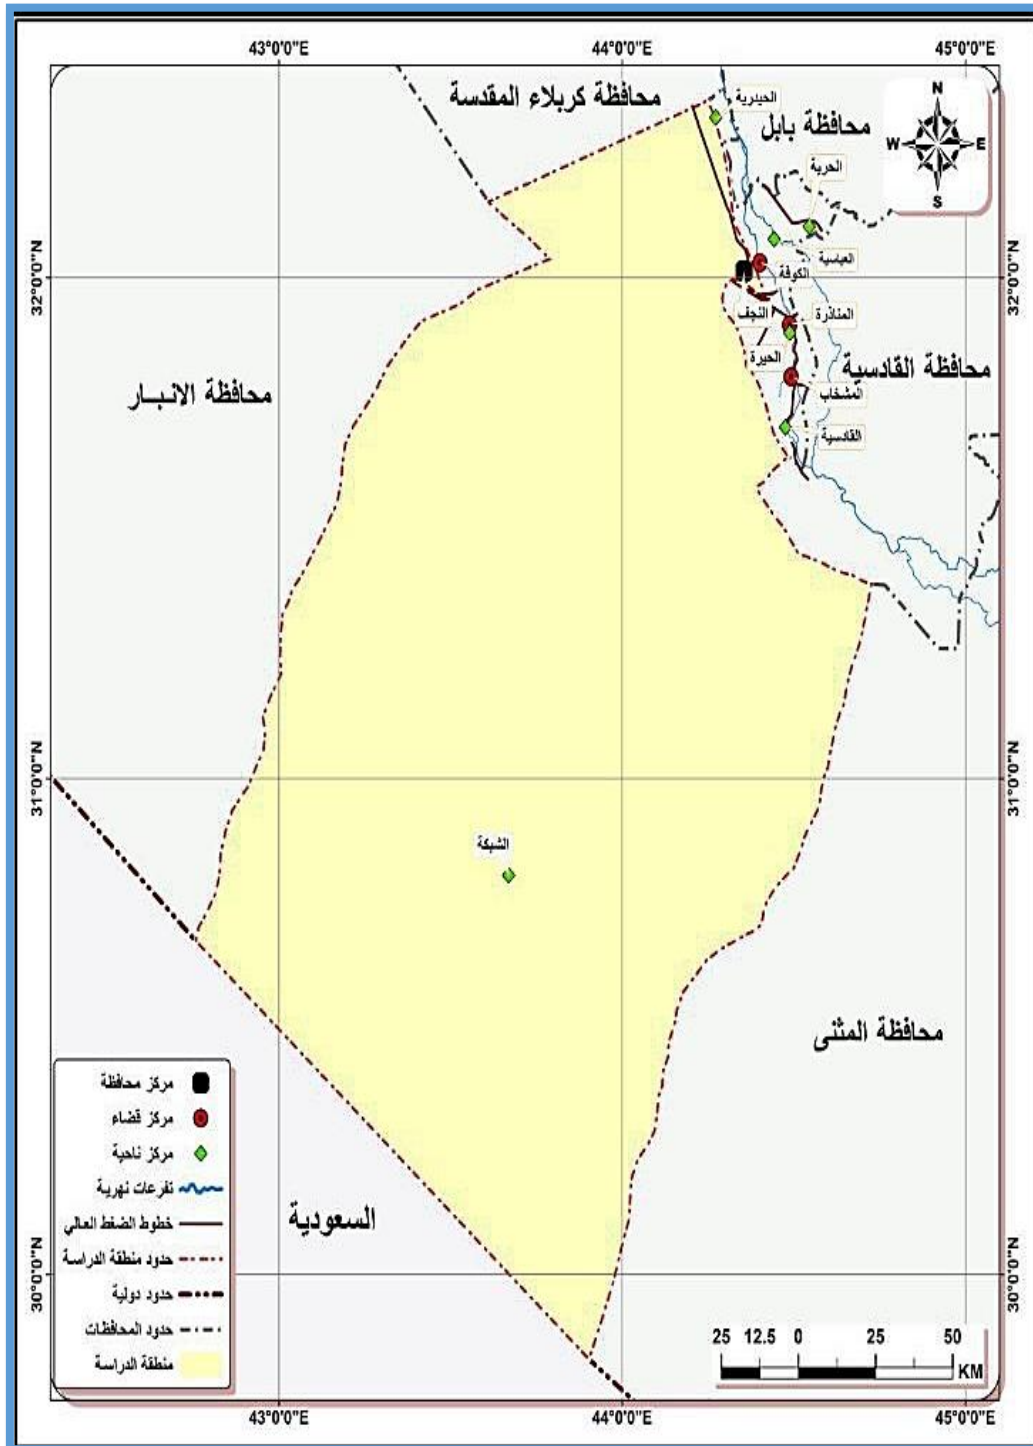 43°0'0"E 44°0'0"E 45°0'0"E
محافظة كربلاء المقدسة
محافظة بابل
N
W E
S
الحيدرية
الحرية
العباسية
الكوفة
32°0'0"N 32°0'0"N
النجف
المناذرة
الحيرة
محافظة القادسية
المشخاب
القادسية
محافظة الانبار
31°0'0"N 31°0'0"N
الشبكة
محافظة المثنى
السعودية
30°0'0"N 30°0'0"N
مركز محافظة
مركز قضاء
مركز ناحية
تفرعات نهرية
خطوط الضغط العالي
حدود منطقة الدراسة
حدود دولية
حدود المحافظات
منطقة الدراسة
25 12.5 0 25 50
KM
43°0'0"E 44°0'0"E 45°0'0"E